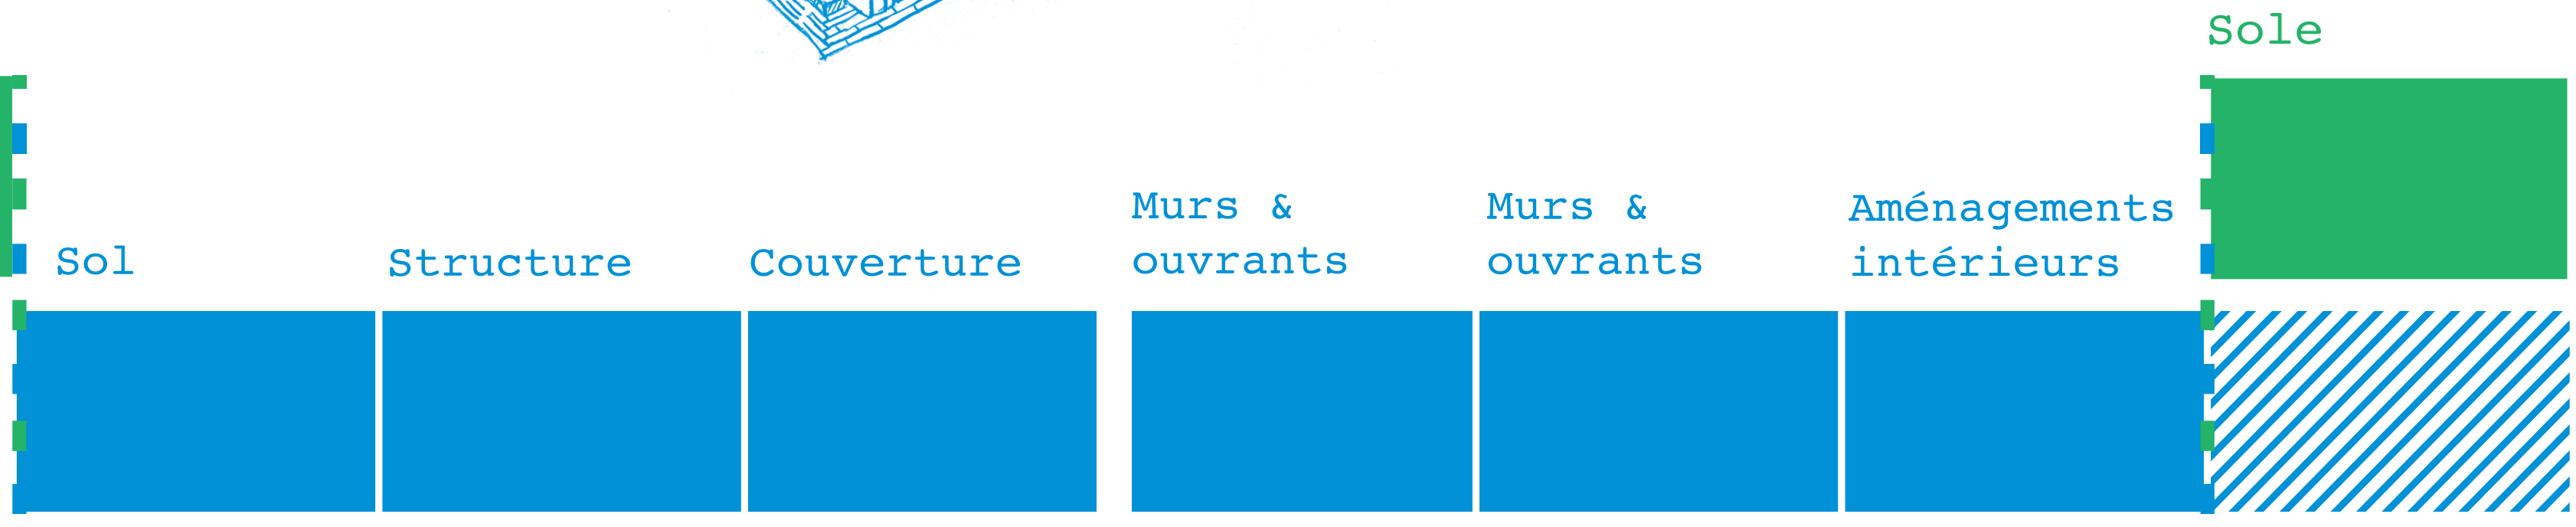 Sole
Murs &
ouvrants
Murs &
ouvrants
Aménagements
intérieurs
Sol
Structure
Couverture